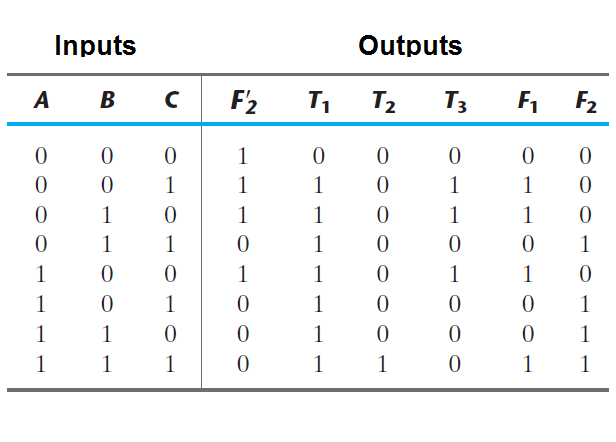 Inputs Outputs
A B C F′₂ T₁ T₂ T₃ F₁ F₂
0 0 0 1 0 0 0 0 0
0 0 1 1 1 0 1 1 0
0 1 0 1 1 0 1 1 0
0 1 1 0 1 0 0 0 1
1 0 0 1 1 0 1 1 0
1 0 1 0 1 0 0 0 1
1 1 0 0 1 0 0 0 1
1 1 1 0 1 1 0 1 1